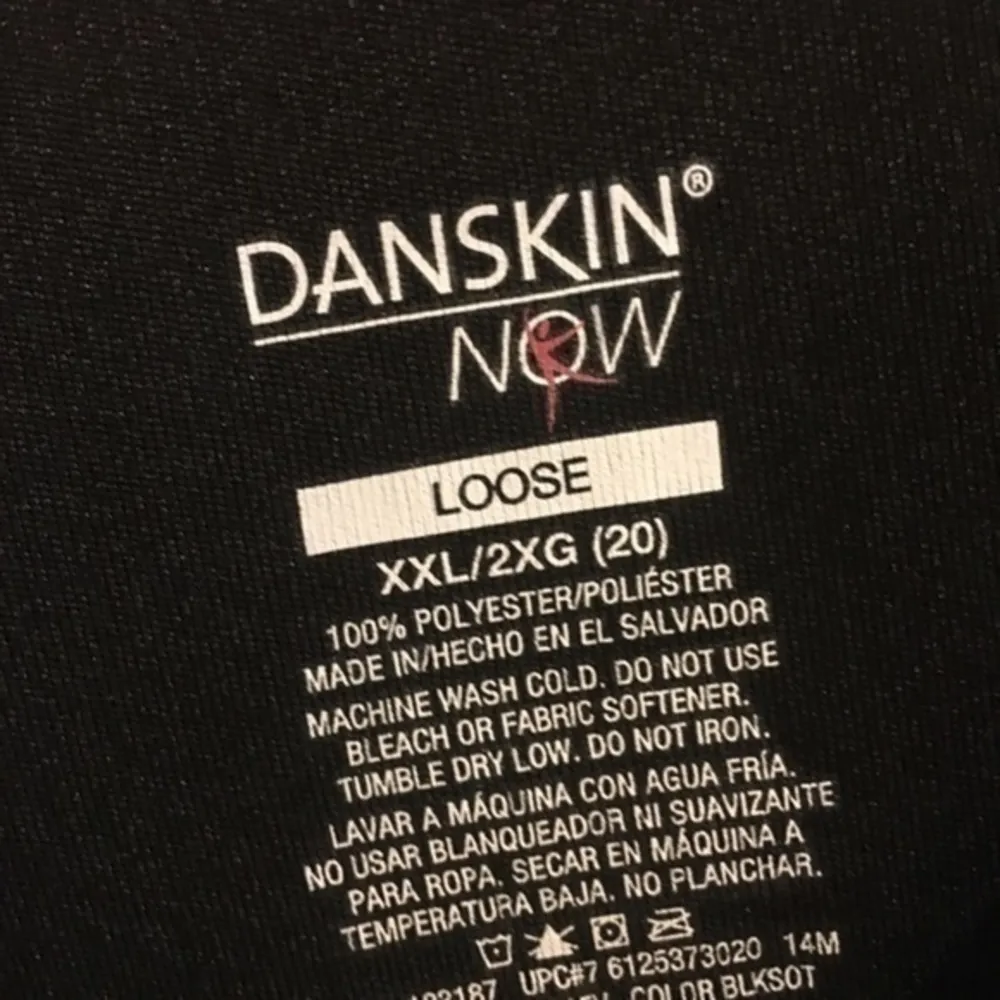 DANSKIN®
NOW
LOOSE
XXL/2XG (20)
100% POLYESTER/POLIÉSTER
MADE IN/HECHO EN EL SALVADOR
MACHINE WASH COLD. DO NOT USE
BLEACH OR FABRIC SOFTENER.
TUMBLE DRY LOW. DO NOT IRON.
LAVAR A MÁQUINA CON AGUA FRÍA.
NO USAR BLANQUEADOR NI SUAVIZANTE
PARA ROPA. SECAR EN MÁQUINA A
TEMPERATURA BAJA. NO PLANCHAR.
UPC#7 6125373020 14M
COLOR BLKSOT